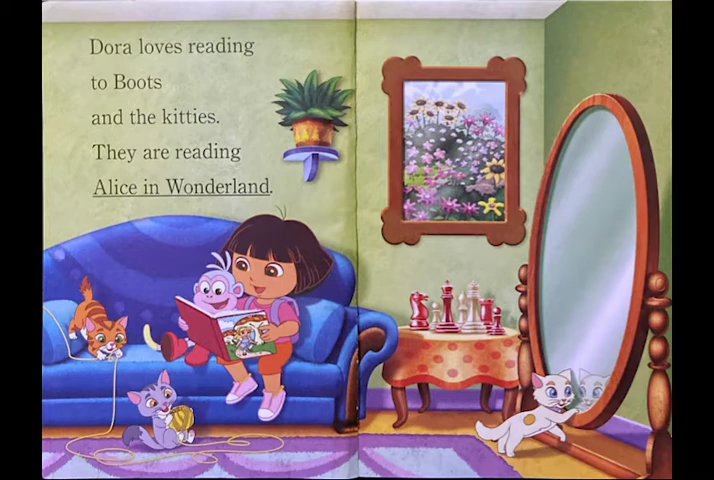 Dora loves reading
to Boots
and the kitties.
They are reading
Alice in Wonderland.